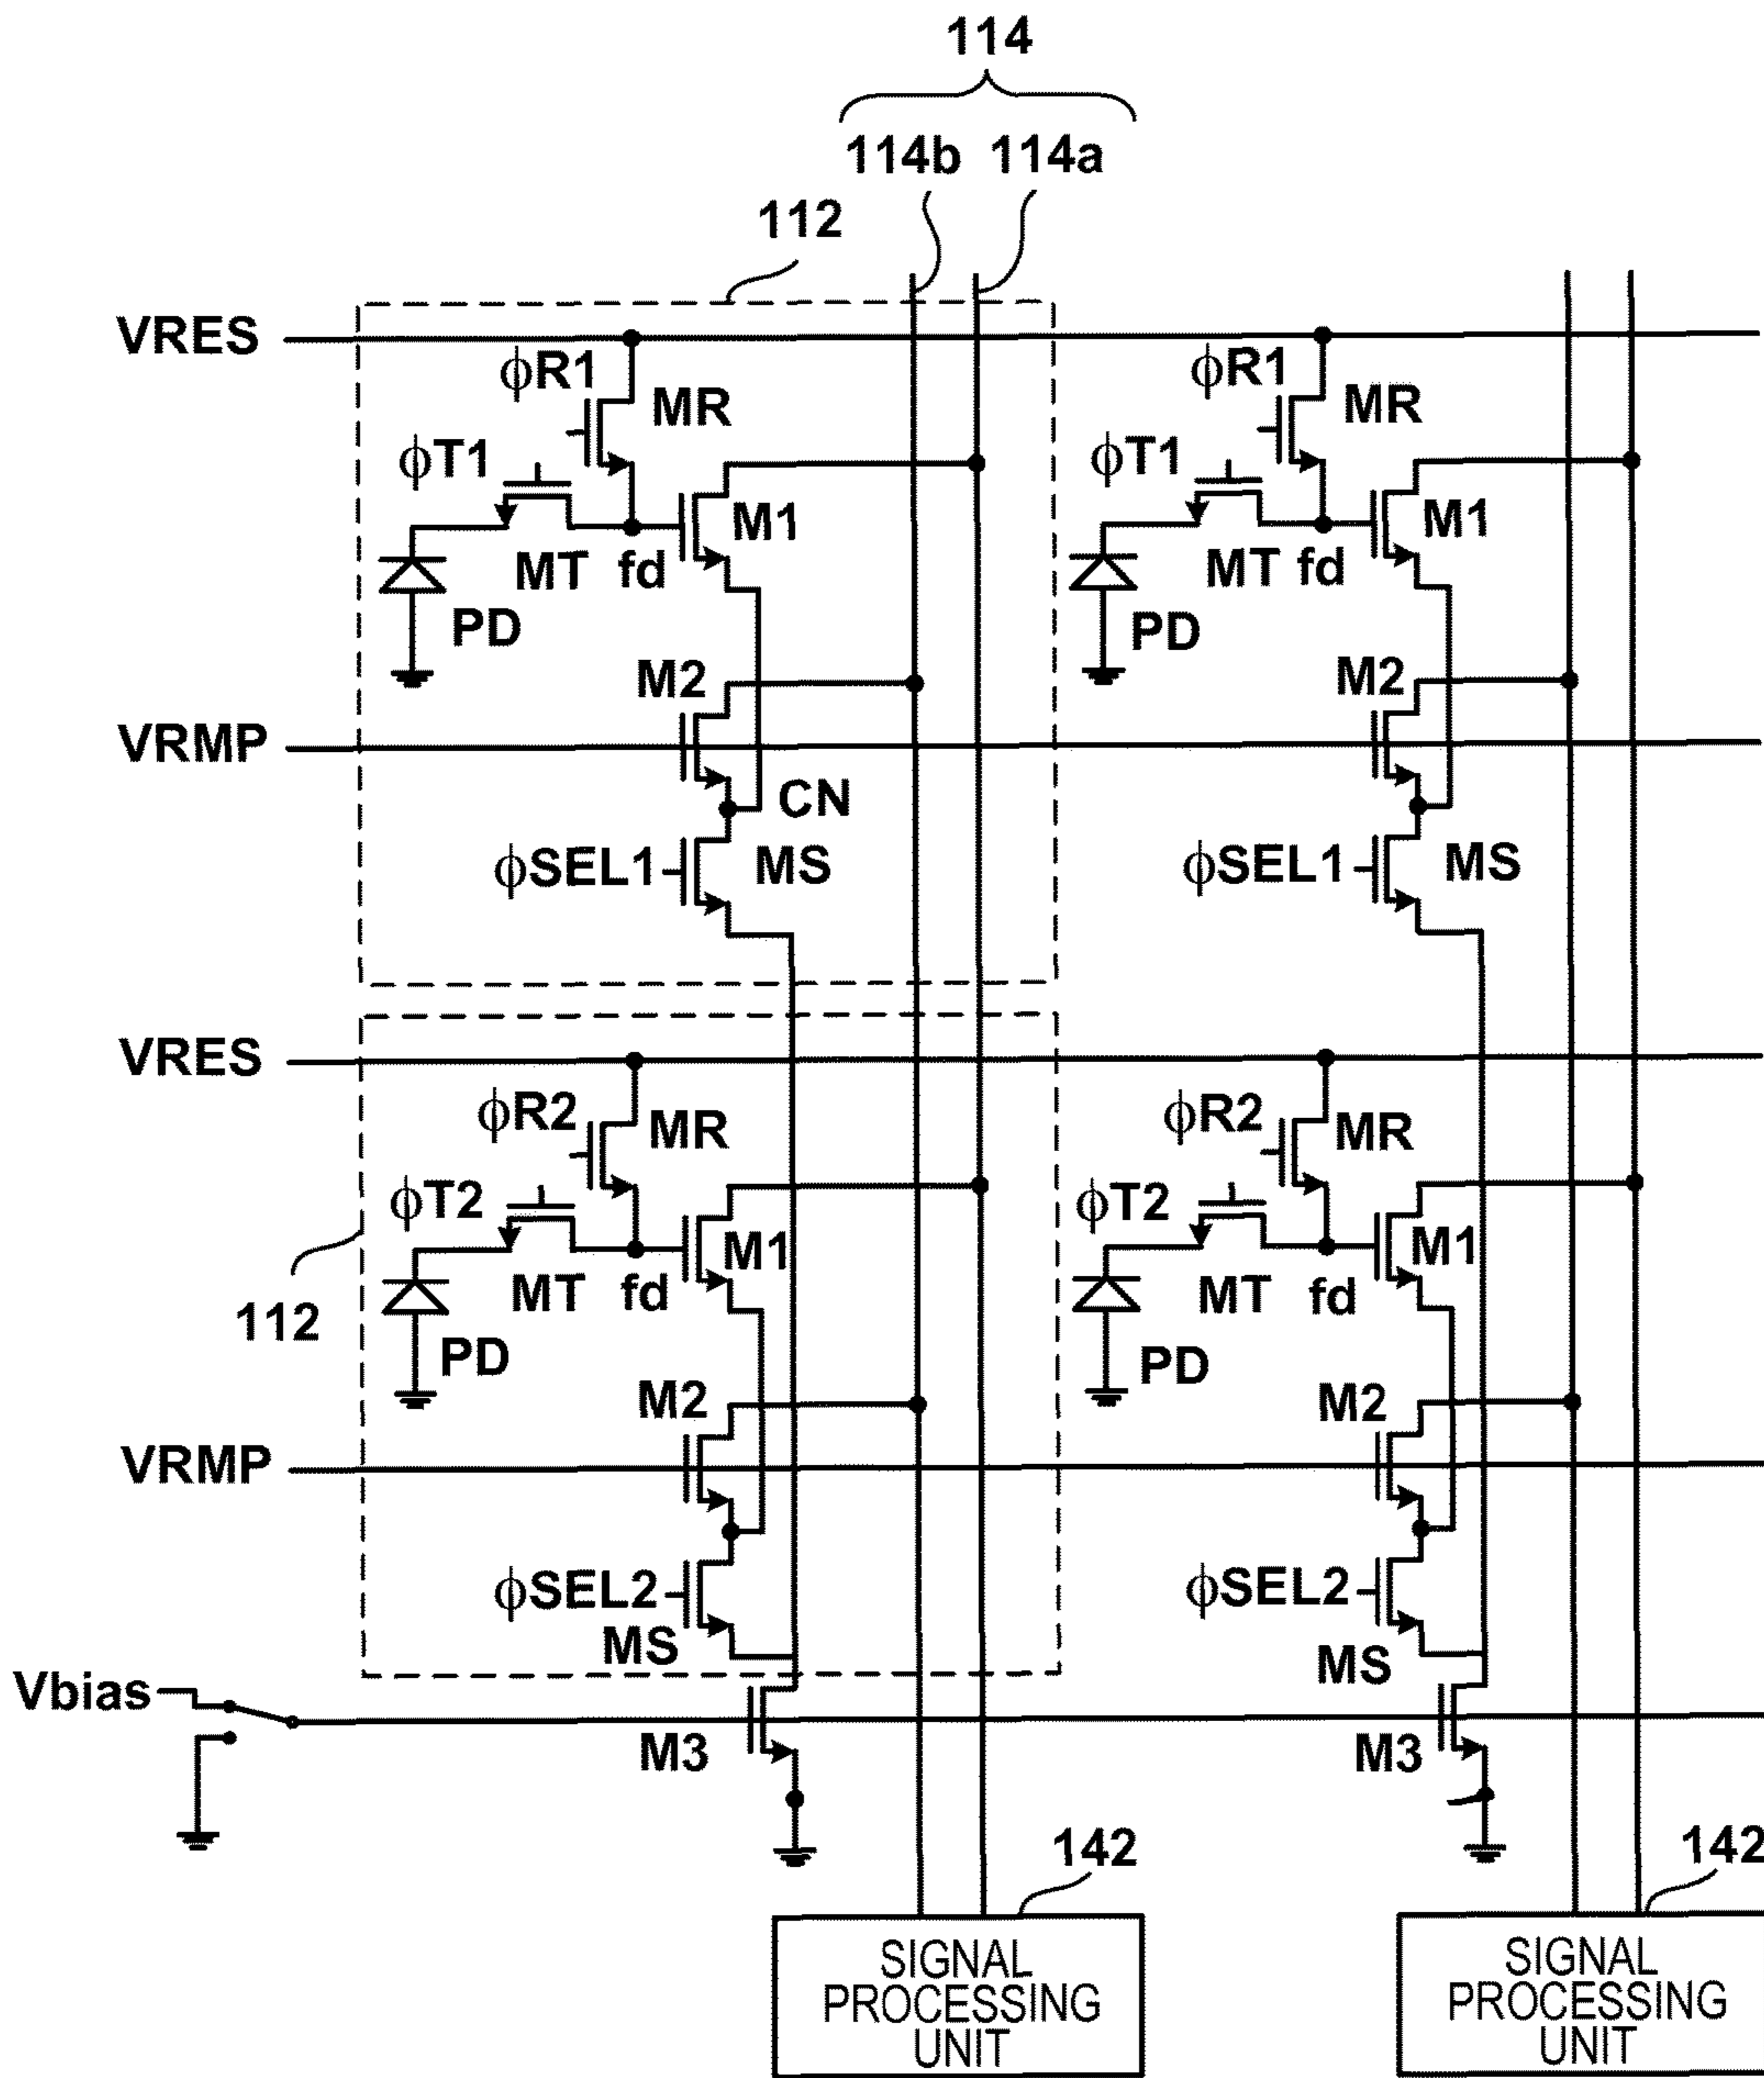 114
114b 114a
112
VRES
ϕR1 MR ϕR1 MR
ϕT1 M1 ϕT1 M1
MT fd MT fd
PD PD
M2 M2
VRMP
CN
ϕSEL1 MS ϕSEL1 MS
VRES
ϕR2 MR ϕR2 MR
ϕT2 M1 ϕT2 M1
MT fd MT fd
112
PD PD
M2 M2
VRMP
ϕSEL2 ϕSEL2
MS MS
Vbias
M3 M3
142 142
SIGNAL SIGNAL
PROCESSING PROCESSING
UNIT UNIT